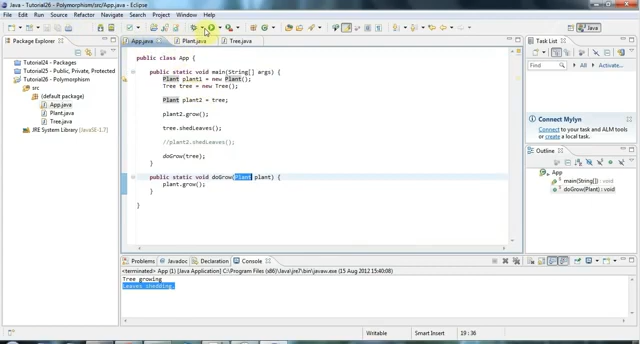 Java - Tutorial26 - Polymorphism/src/App.java - Eclipse
File Edit Source Refactor Navigate Search Project Window Help
Java
Package Explorer
Tutorial24 - Packages
Tutorial25 - Public, Private, Protected
Tutorial26 - Polymorphism
src
(default package)
App.java
Plant.java
Tree.java
JRE System Library [JavaSE-1.7]
App.java Plant.java Tree.java
public class App {
public static void main(String[] args) {
Plant plant1 = new Plant();
Tree tree = new Tree();
Plant plant2 = tree;
plant2.grow();
tree.shedLeaves();
//plant2.shedLeaves();
doGrow(tree);
}
public static void doGrow(Plant plant) {
plant.grow();
}
}
Task List
Find All Activate...
Connect Mylyn
Connect to your task and ALM tools
or create a local task.
Outline
App
main(String[]) : void
doGrow(Plant) : void
Problems Javadoc Declaration Console
<terminated> App (1) [Java Application] C:\Program Files\Java\jre7\bin\javaw.exe (15 Aug 2012 15:40:08)
Tree growing
Leaves shedding.
Writable Smart Insert 19 : 36